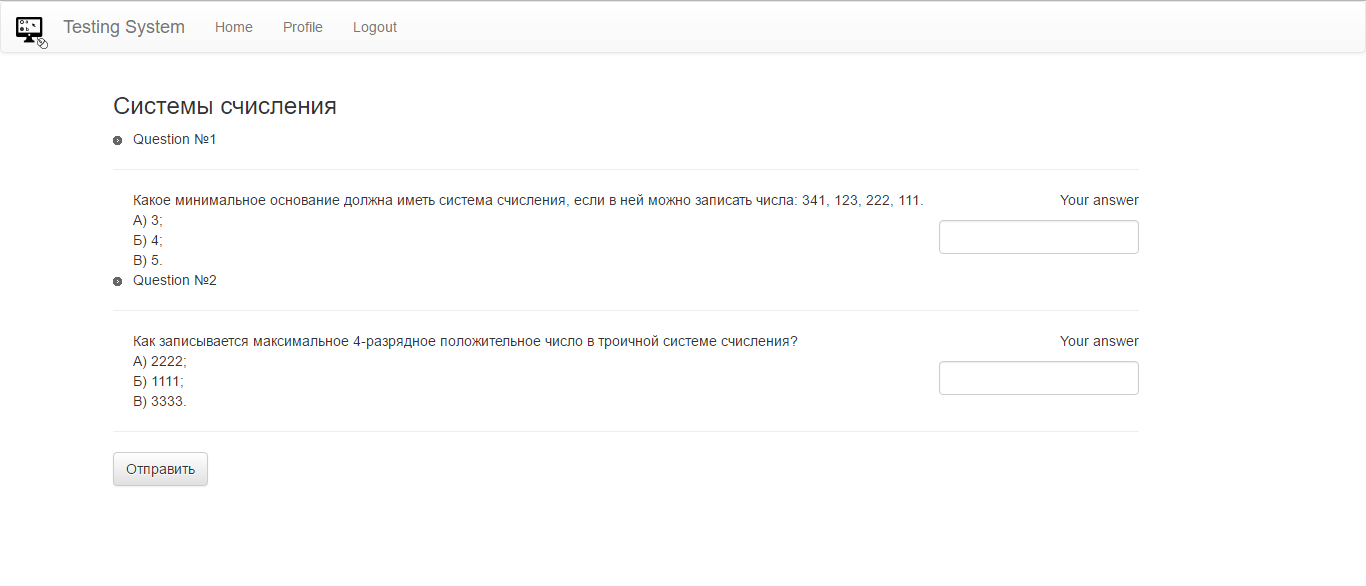 Testing System Home Profile Logout
Системы счисления
Question №1
Какое минимальное основание должна иметь система счисления, если в ней можно записать числа: 341, 123, 222, 111. Your answer
А) 3;
Б) 4;
В) 5.
Question №2
Как записывается максимальное 4-разрядное положительное число в троичной системе счисления? Your answer
А) 2222;
Б) 1111;
В) 3333.
Отправить